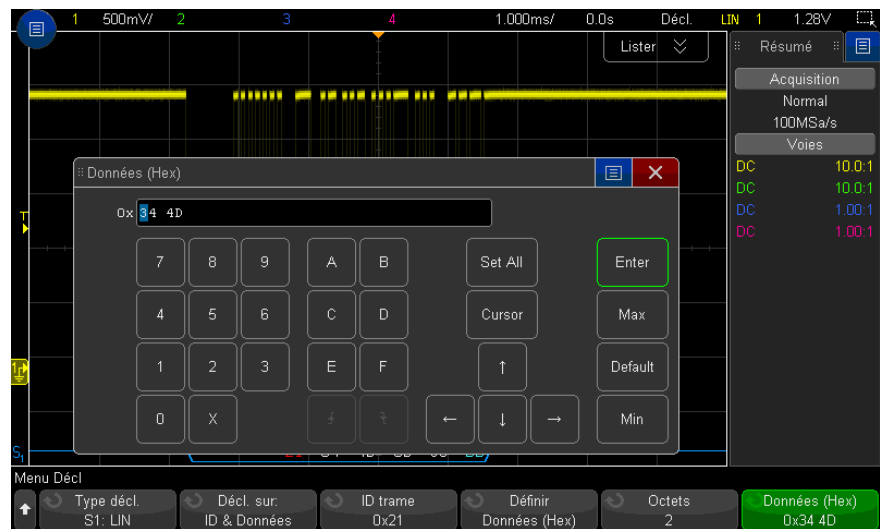 1 500mV/ 2 3 4 1.000ms/ 0.0s Décl. LIN 1 1.28V
Lister
Résumé
Acquisition
Normal
100MSa/s
Voies
DC 10.0:1
DC 10.0:1
DC 1.00:1
DC 1.00:1
Données (Hex)
0x 34 4D
7 8 9 A B Set All Enter
4 5 6 C D Cursor Max
1 2 3 E F ↑ Default
0 X ← ↓ → Min
T
S1
Menu Décl
Type décl. Décl. sur: ID trame Définir Octets Données (Hex)
S1: LIN ID & Données 0x21 Données (Hex) 2 0x34 4D